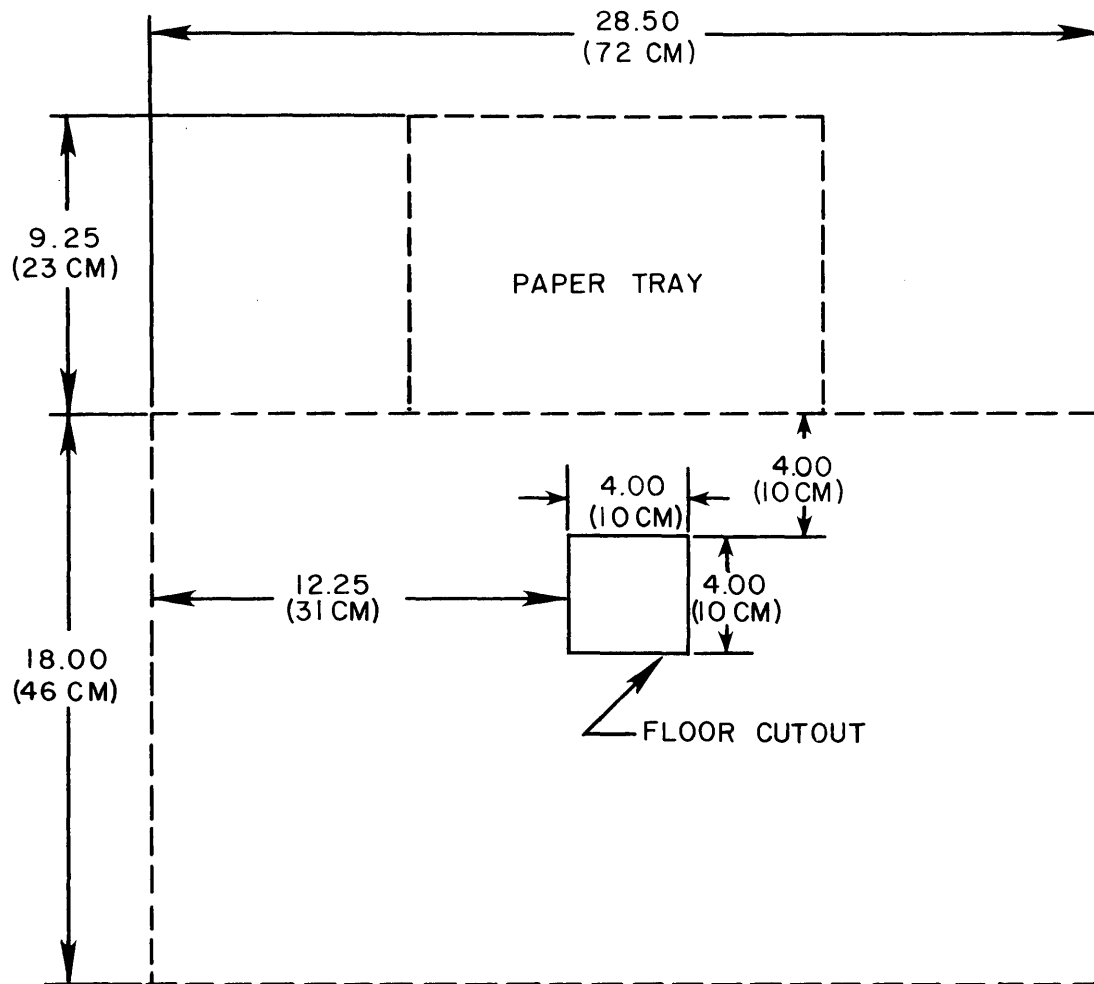 28.50
(72 CM)
9.25
(23 CM)
PAPER TRAY
4.00
(10 CM)
4.00
(10 CM)
12.25
(31 CM)
4.00
(10 CM)
18.00
(46 CM)
FLOOR CUTOUT